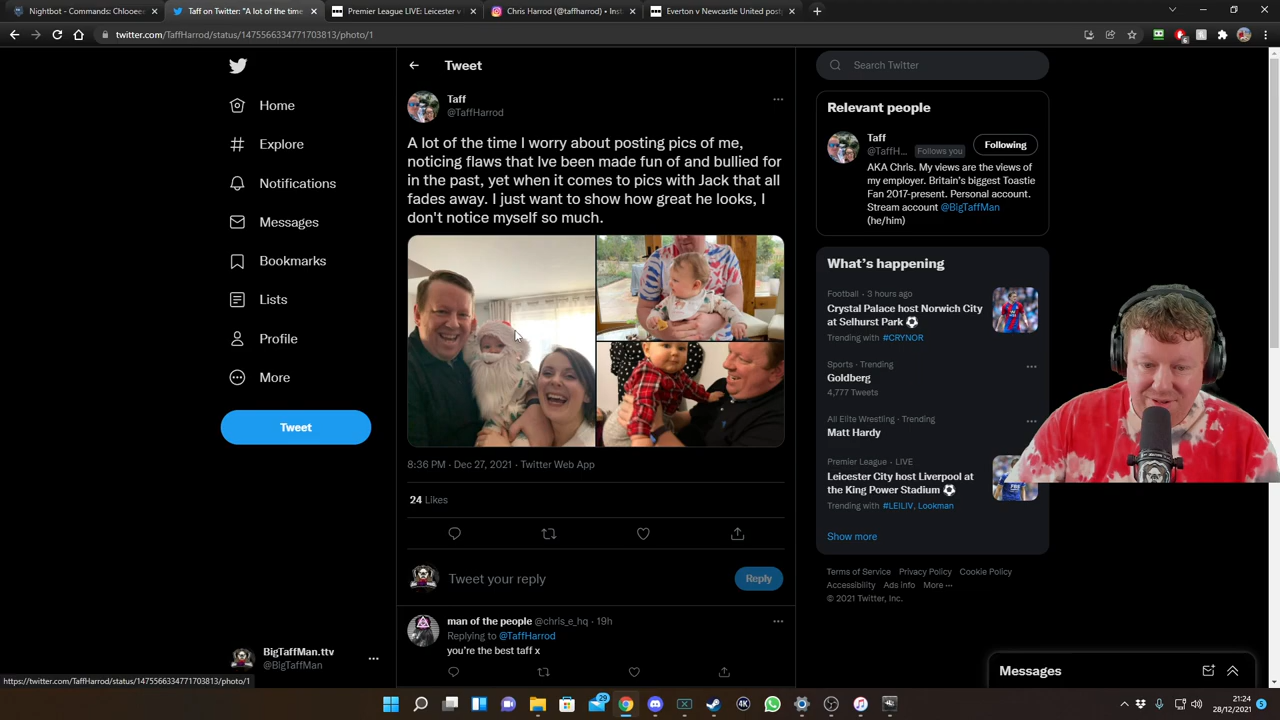 Nightbot - Commands: Chlooee
Taff on Twitter: "A lot of the time
Premier League LIVE: Leicester v
Chris Harrod (@taffharrod) • Inst
Everton v Newcastle United postp
twitter.com/TaffHarrod/status/1475566334771703813/photo/1
Home
Explore
Notifications
Messages
Bookmarks
Lists
Profile
More
Tweet
BigTaffMan.ttv
@BigTaffMan
https://twitter.com/TaffHarrod/status/1475566334771703813/photo/1
Tweet
Taff
@TaffHarrod
A lot of the time I worry about posting pics of me,
noticing flaws that Ive been made fun of and bullied for
in the past, yet when it comes to pics with Jack that all
fades away. I just want to show how great he looks, I
don't notice myself so much.
8:36 PM · Dec 27, 2021 · Twitter Web App
24 Likes
Tweet your reply
Reply
man of the people @chris_e_hq · 19h
Replying to @TaffHarrod
you're the best taff x
Search Twitter
Relevant people
Taff
@TaffH... Follows you
Following
AKA Chris. My views are the views of
my employer. Britain's biggest Toastie
Fan 2017-present. Personal account.
Stream account @BigTaffMan
(he/him)
What's happening
Football · 3 hours ago
Crystal Palace host Norwich City
at Selhurst Park
Trending with #CRYNOR
Sports · Trending
Goldberg
4,777 Tweets
All Elite Wrestling · Trending
Matt Hardy
Premier League · LIVE
Leicester City host Liverpool at
the King Power Stadium
Trending with #LEILIV, Lookman
Show more
Terms of Service Privacy Policy Cookie Policy
Accessibility Ads info More ···
© 2021 Twitter, Inc.
Messages
29
4K
21:24
28/12/2021